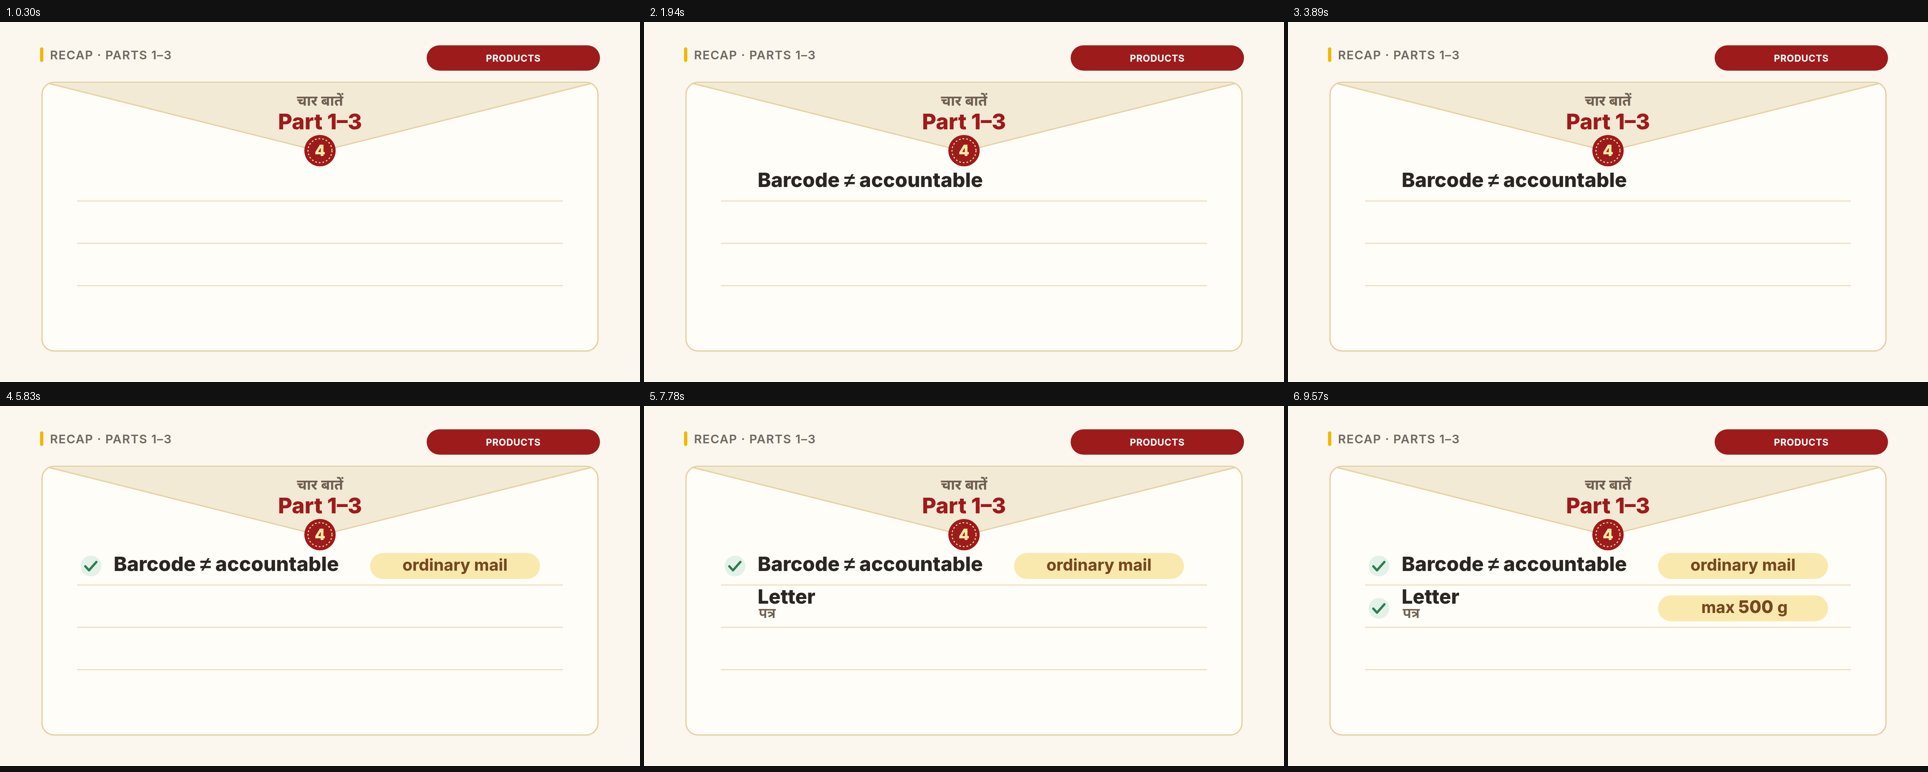 1. 0.30s
RECAP · PARTS 1–3
PRODUCTS
चार बातें
Part 1–3
4
2. 1.94s
RECAP · PARTS 1–3
PRODUCTS
चार बातें
Part 1–3
4
Barcode ≠ accountable
3. 3.89s
RECAP · PARTS 1–3
PRODUCTS
चार बातें
Part 1–3
4
Barcode ≠ accountable
4. 5.83s
RECAP · PARTS 1–3
PRODUCTS
चार बातें
Part 1–3
4
Barcode ≠ accountable ordinary mail
5. 7.78s
RECAP · PARTS 1–3
PRODUCTS
चार बातें
Part 1–3
4
Barcode ≠ accountable ordinary mail
Letter
पत्र
6. 9.57s
RECAP · PARTS 1–3
PRODUCTS
चार बातें
Part 1–3
4
Barcode ≠ accountable ordinary mail
Letter max 500 g
पत्र